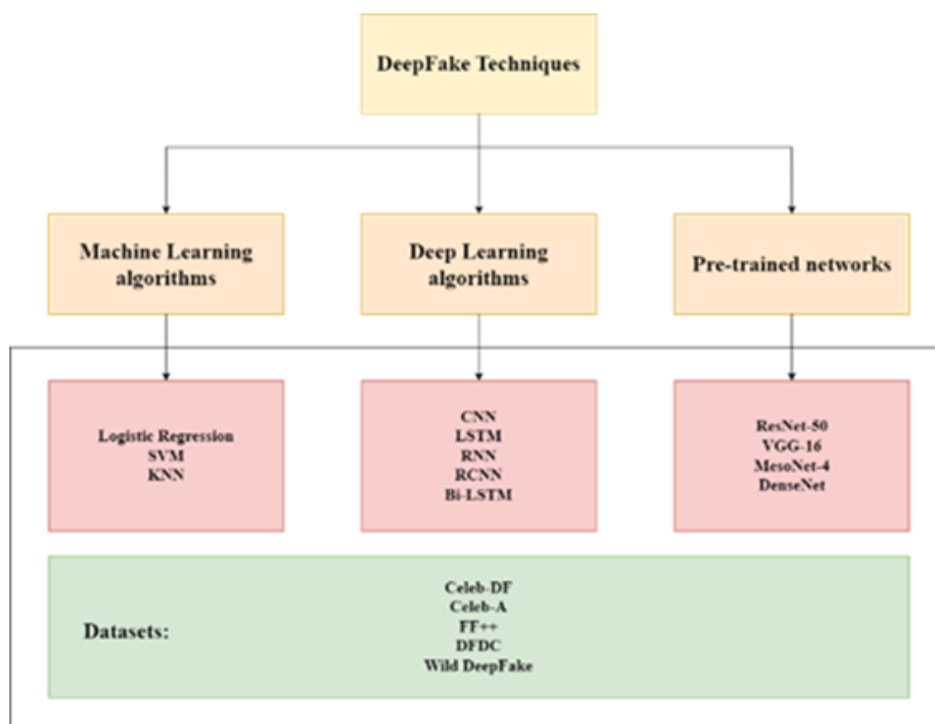 DeepFake Techniques
Machine Learning
algorithms
Deep Learning
algorithms
Pre-trained networks
Logistic Regression
SVM
KNN
CNN
LSTM
RNN
RCNN
Bi-LSTM
ResNet-50
VGG-16
MesoNet-4
DenseNet
Datasets:
Celeb-DF
Celeb-A
FF++
DFDC
Wild DeepFake